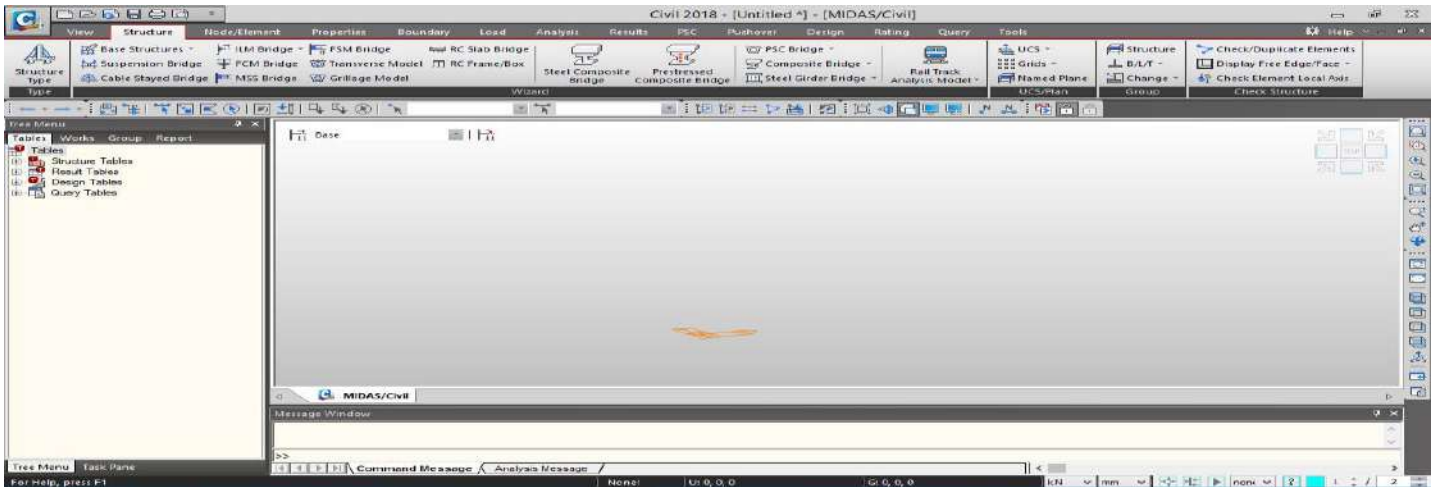 Civil 2018 - [Untitled *] - [MIDAS/Civil]
View Structure Node/Element Properties Boundary Load Analysis Results PSC Pushover Design Rating Query Tools Help
Structure Type
Base Structures
Suspension Bridge
Cable Stayed Bridge
ILM Bridge
FCM Bridge
MSS Bridge
FSM Bridge
Transverse Model
Grillage Model
RC Slab Bridge
RC Frame/Box
Steel Composite Bridge
Prestressed Composite Bridge
PSC Bridge
Composite Bridge
Steel Girder Bridge
Rail Track Analysis Model
UCS
Grids
Named Plane
Structure
B/L/T
Change
Check/Duplicate Elements
Display Free Edge/Face
Check Element Local Axis
Type Wizard UCS/Plan Group Check Structure
Tree Menu
Tables Works Group Report
Tables
Structure Tables
Result Tables
Design Tables
Query Tables
Base
MIDAS/Civil
Message Window
>>
Tree Menu Task Pane
Command Message Analysis Message
For Help, press F1 None! U: 0, 0, 0 G: 0, 0, 0 kN mm none ? 1 / 2